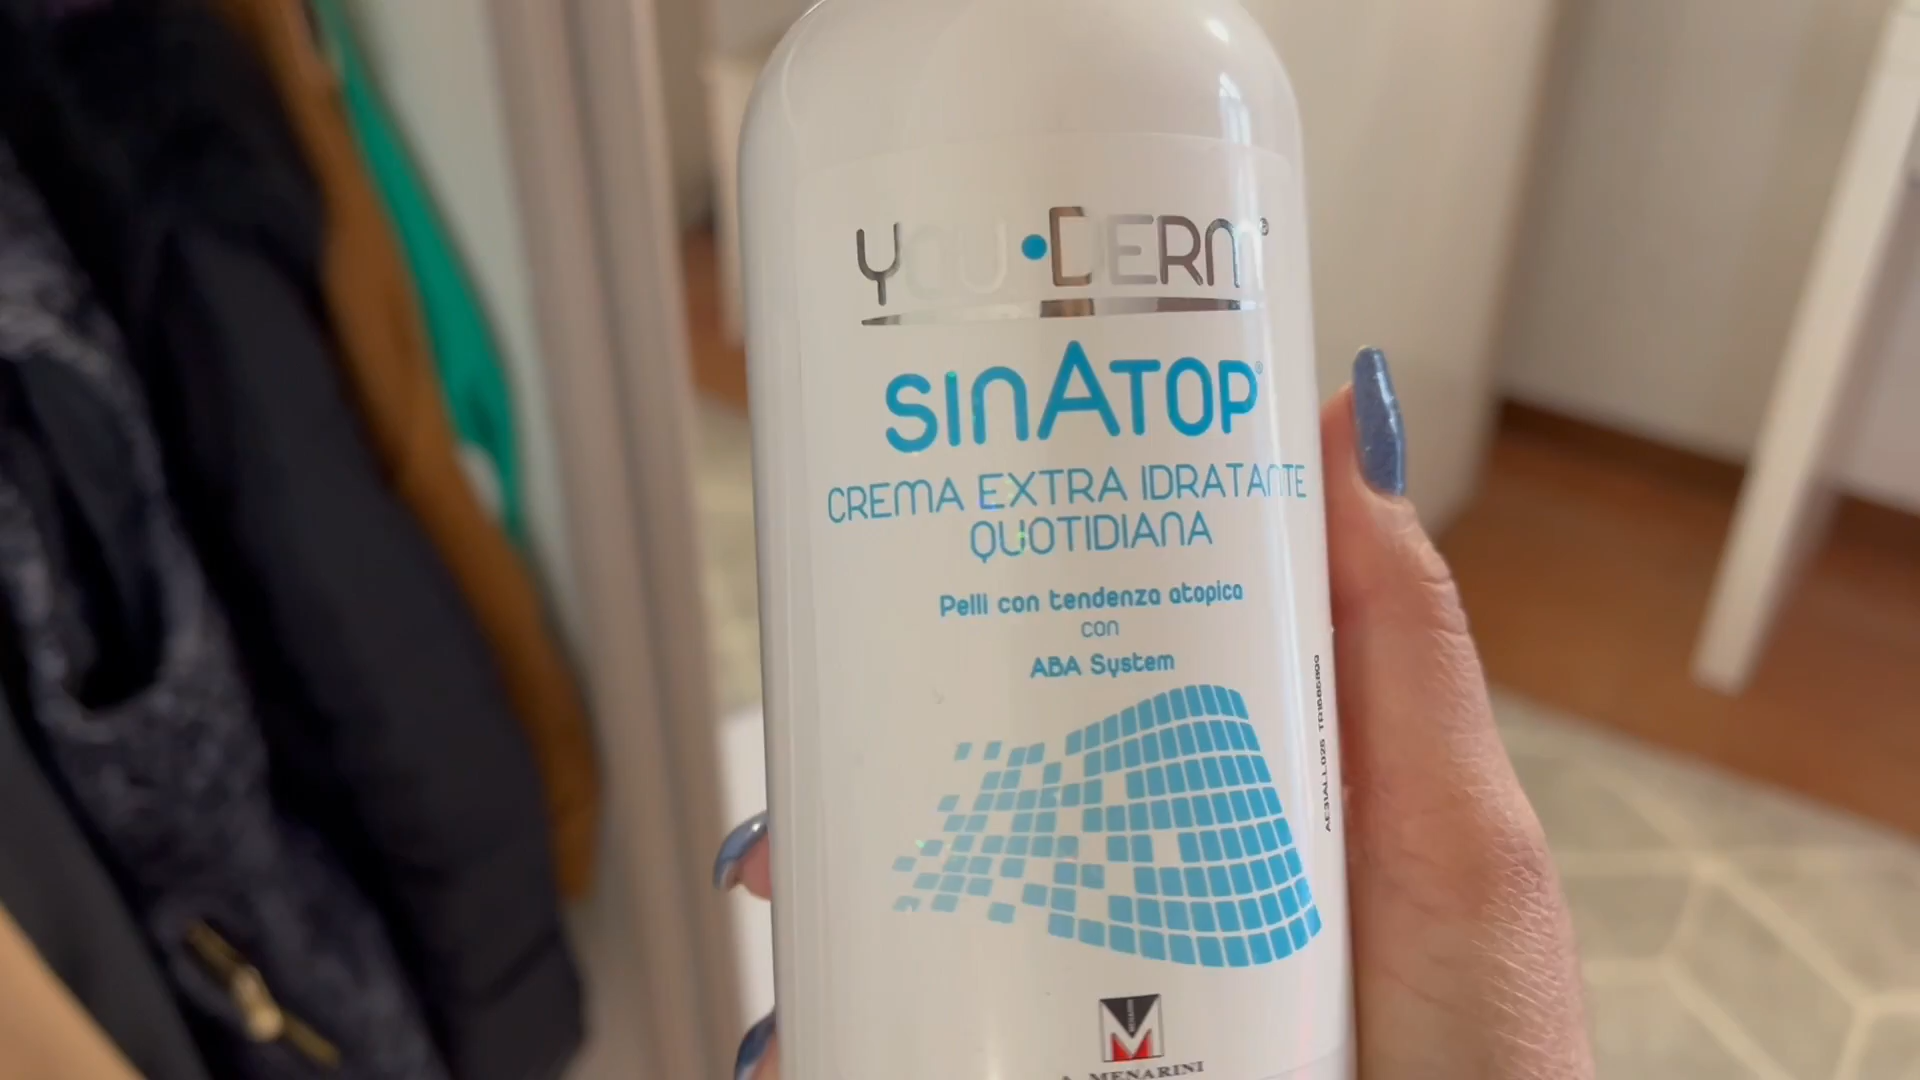 YOU•DERM®
sinATOP®
CREMA EXTRA IDRATANTE
QUOTIDIANA
Pelli con tendenza atopica
con
ABA System
A. MENARINI